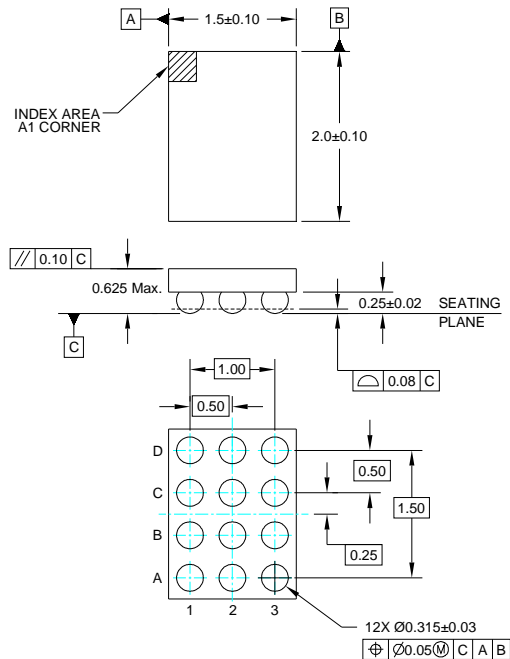 A
1.5±0.10
B
INDEX AREA
A1 CORNER
2.0±0.10
// 0.10 C
0.625 Max.
0.25±0.02
SEATING
PLANE
C
⌓ 0.08 C
1.00
0.50
D
C
B
A
0.50
1.50
0.25
1 2 3
12X Ø0.315±0.03
⌖ Ø0.05Ⓜ C A B